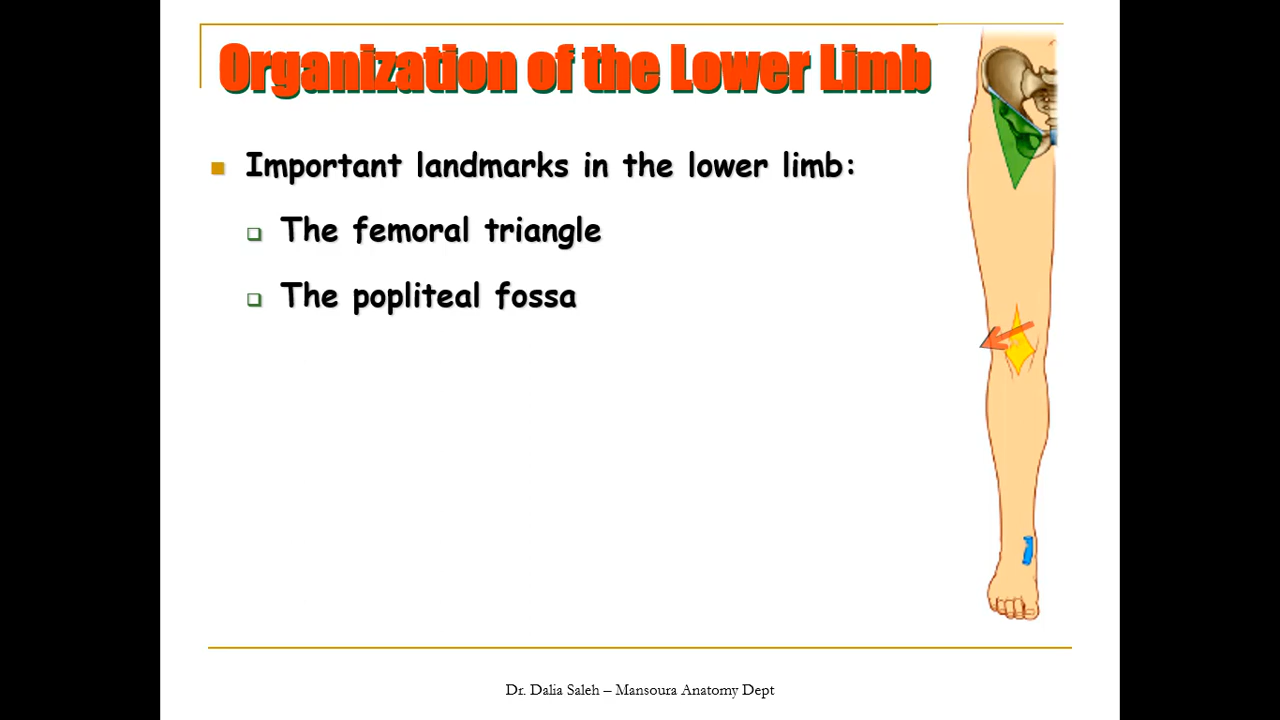 Organization of the Lower Limb
Important landmarks in the lower limb:
The femoral triangle
The popliteal fossa
Dr. Dalia Saleh – Mansoura Anatomy Dept